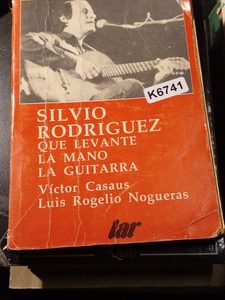 K6741
SILVIO
RODRIGUEZ
QUE LEVANTE
LA MANO
LA GUITARRA
Víctor Casaus
Luis Rogelio Nogueras
lar